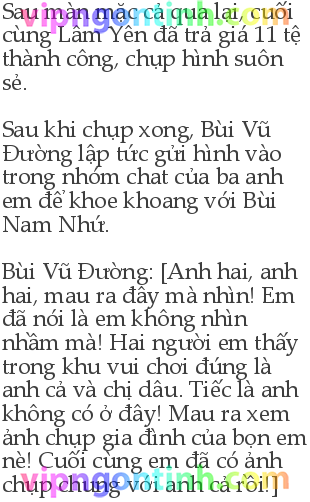 Sau màn mặc cả qua lại, cuối
cùng Lâm Yên đã trả giá 11 tệ
thành công, chụp hình suôn
sẻ.
Sau khi chụp xong, Bùi Vũ
Đường lập tức gửi hình vào
trong nhóm chat của ba anh
em để khoe khoang với Bùi
Nam Nhứ.
Bùi Vũ Đường: [Anh hai, anh
hai, mau ra đây mà nhìn! Em
đã nói là em không nhìn
nhầm mà! Hai người em thấy
trong khu vui chơi đúng là
anh cả và chị dâu. Tiếc là anh
không có ở đây! Mau ra xem
ảnh chụp gia đình của bọn em
nè! Cuối cùng em đã có ảnh
chụp chung với anh cả rồi!]
vipngontinh.com
vipngontinh.com